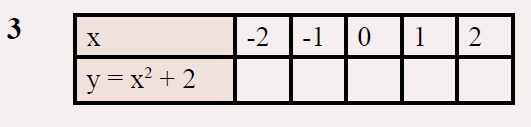 3
x -2 -1 0 1 2
y = x² + 2